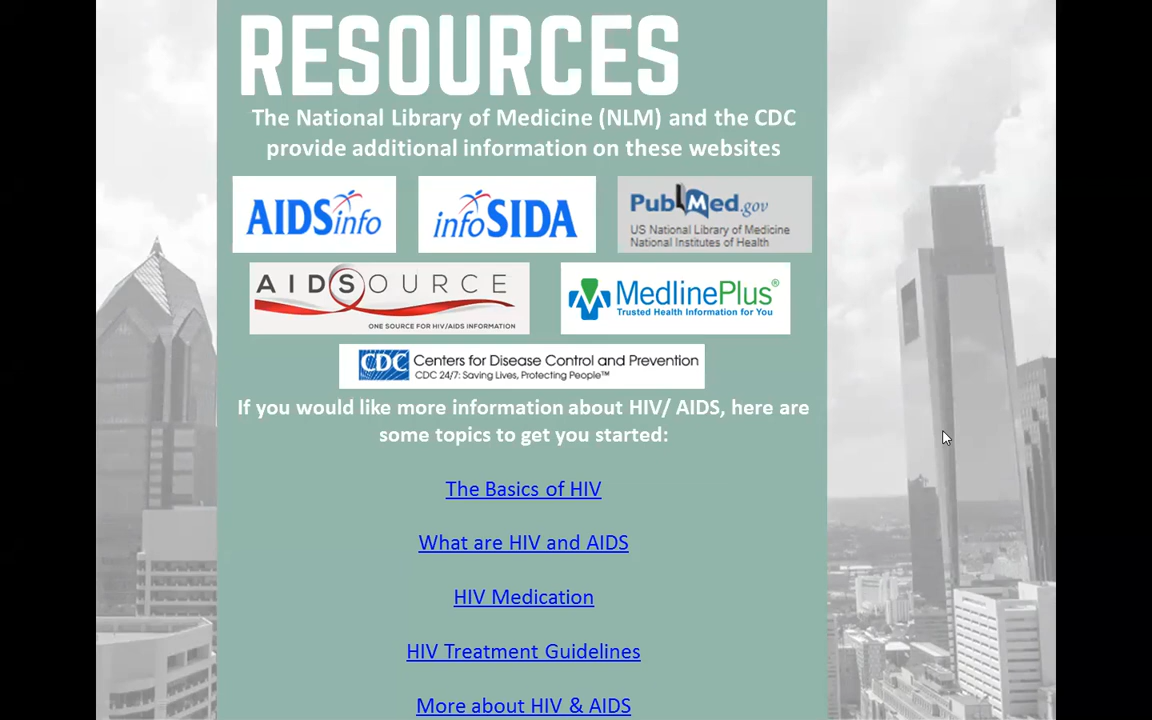 RESOURCES
The National Library of Medicine (NLM) and the CDC
provide additional information on these websites
AIDSinfo
infoSIDA
PubMed.gov
US National Library of Medicine
National Institutes of Health
AIDSOURCE
ONE SOURCE FOR HIV/AIDS INFORMATION
MedlinePlus®
Trusted Health Information for You
CDC
Centers for Disease Control and Prevention
CDC 24/7: Saving Lives, Protecting People™
If you would like more information about HIV/ AIDS, here are
some topics to get you started:
The Basics of HIV
What are HIV and AIDS
HIV Medication
HIV Treatment Guidelines
More about HIV & AIDS